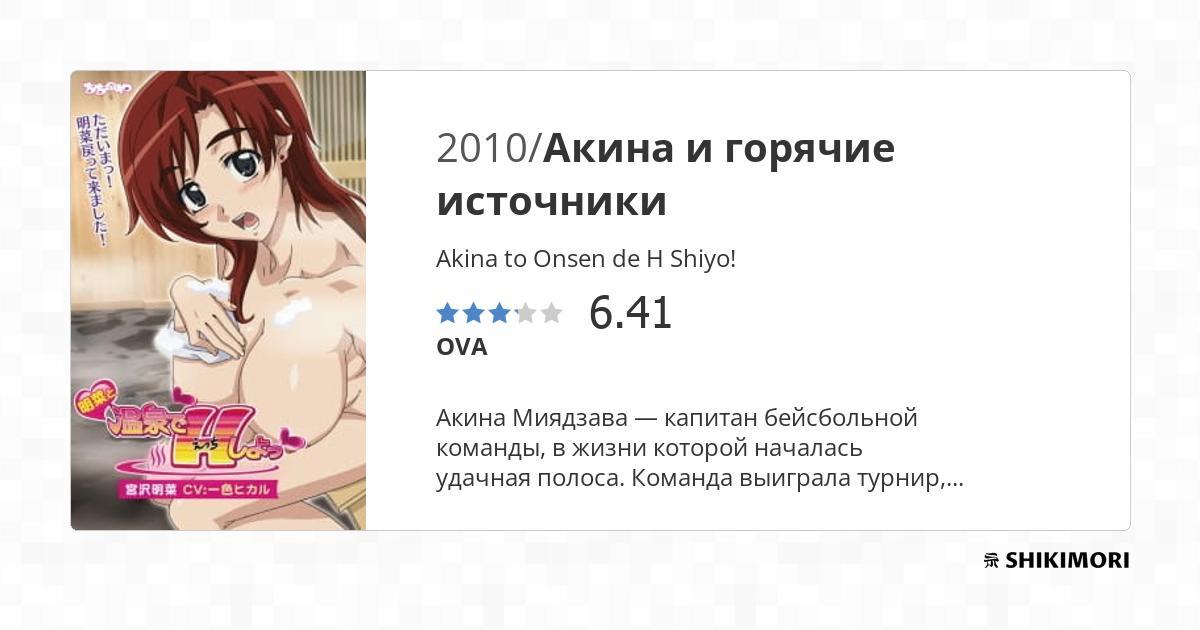 ただいまっ!
明菜戻って来ました!
明菜と
温泉で
H
えっち
しよっ
宮沢明菜 CV:一色ヒカル
2010/Акина и горячие
источники
Akina to Onsen de H Shiyo!
6.41
OVA
Акина Миядзава — капитан бейсбольной
команды, в жизни которой началась
удачная полоса. Команда выиграла турнир,...
SHIKIMORI